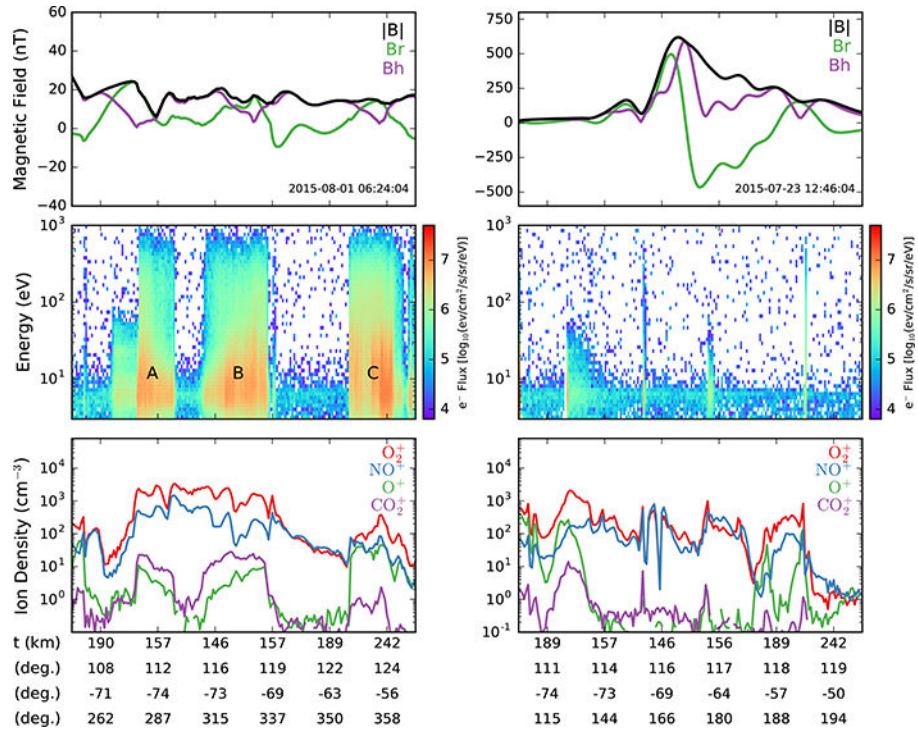 60
40
20
0
20
40
Magnetic Field (nT)
|B|
Br
Bh
2015-08-01 06:24:04
750
500
250
0
−250
−500
|B|
Br
Bh
2015-07-23 12:46:04
10³
10²
10¹
Energy (eV)
A
B
C
7
6
5
4
e⁻ Flux [log₁₀(ev/cm²/s/sr/eV)]
10³
10²
10¹
7
6
5
4
e⁻ Flux [log₁₀(ev/cm²/s/sr/eV)]
10⁴
10³
10²
10¹
10⁰
Ion Density (cm⁻³)
O₂⁺
NO⁺
O⁺
CO₂⁺
10⁴
10³
10²
10¹
10⁰
10⁻¹
O₂⁺
NO⁺
O⁺
CO₂⁺
t (km) 190 157 146 157 189 242 189 157 146 157 189 242
(deg.) 108 112 116 119 122 124 111 114 116 117 118 119
(deg.) -71 -74 -73 -69 -63 -56 -74 -73 -69 -64 -57 -50
(deg.) 262 287 315 337 350 358 115 144 166 180 188 194